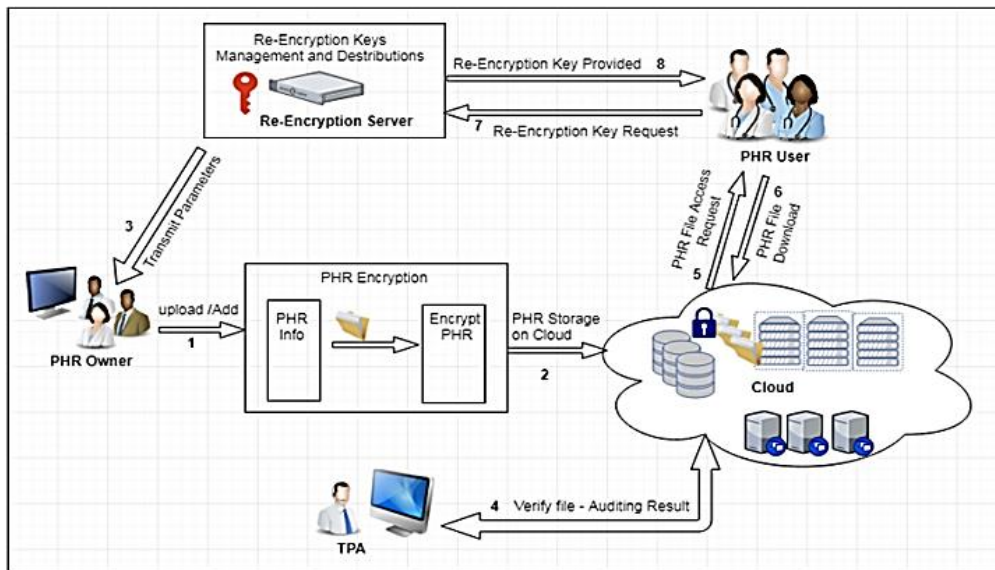 Re-Encryption Keys
Management and Destributions
Re-Encryption Server
Re-Encryption Key Provided 8
7 Re-Encryption Key Request
PHR User
3
Transmit Parameters
PHR File Access
Request
5
6
PHR File
Download
PHR Owner
upload /Add
1
PHR Encryption
PHR
Info
Encrypt
PHR
PHR Storage
on Cloud
2
Cloud
4 Verify file - Auditing Result
TPA